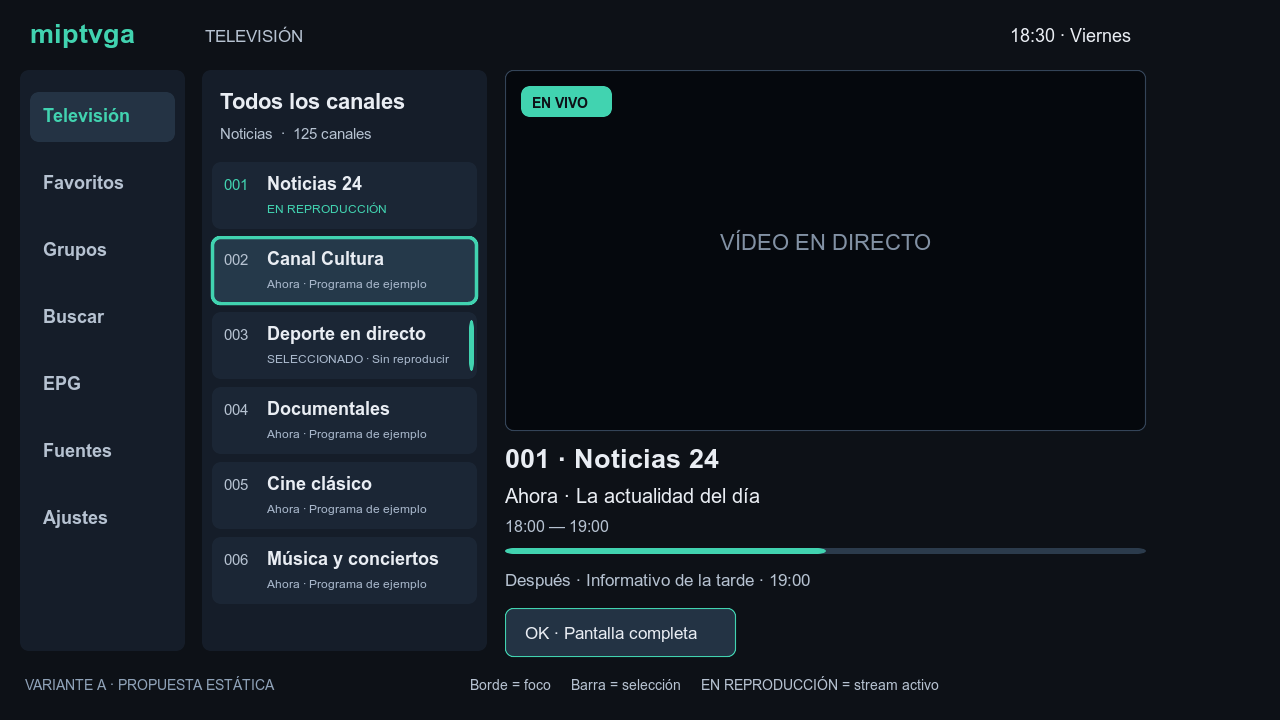 miptvga
TELEVISIÓN
18:30 · Viernes
Televisión
Favoritos
Grupos
Buscar
EPG
Fuentes
Ajustes
Todos los canales
Noticias · 125 canales
001 Noticias 24
EN REPRODUCCIÓN
002 Canal Cultura
Ahora · Programa de ejemplo
003 Deporte en directo
SELECCIONADO · Sin reproducir
004 Documentales
Ahora · Programa de ejemplo
005 Cine clásico
Ahora · Programa de ejemplo
006 Música y conciertos
Ahora · Programa de ejemplo
EN VIVO
VÍDEO EN DIRECTO
001 · Noticias 24
Ahora · La actualidad del día
18:00 — 19:00
Después · Informativo de la tarde · 19:00
OK · Pantalla completa
VARIANTE A · PROPUESTA ESTÁTICA
Borde = foco Barra = selección EN REPRODUCCIÓN = stream activo